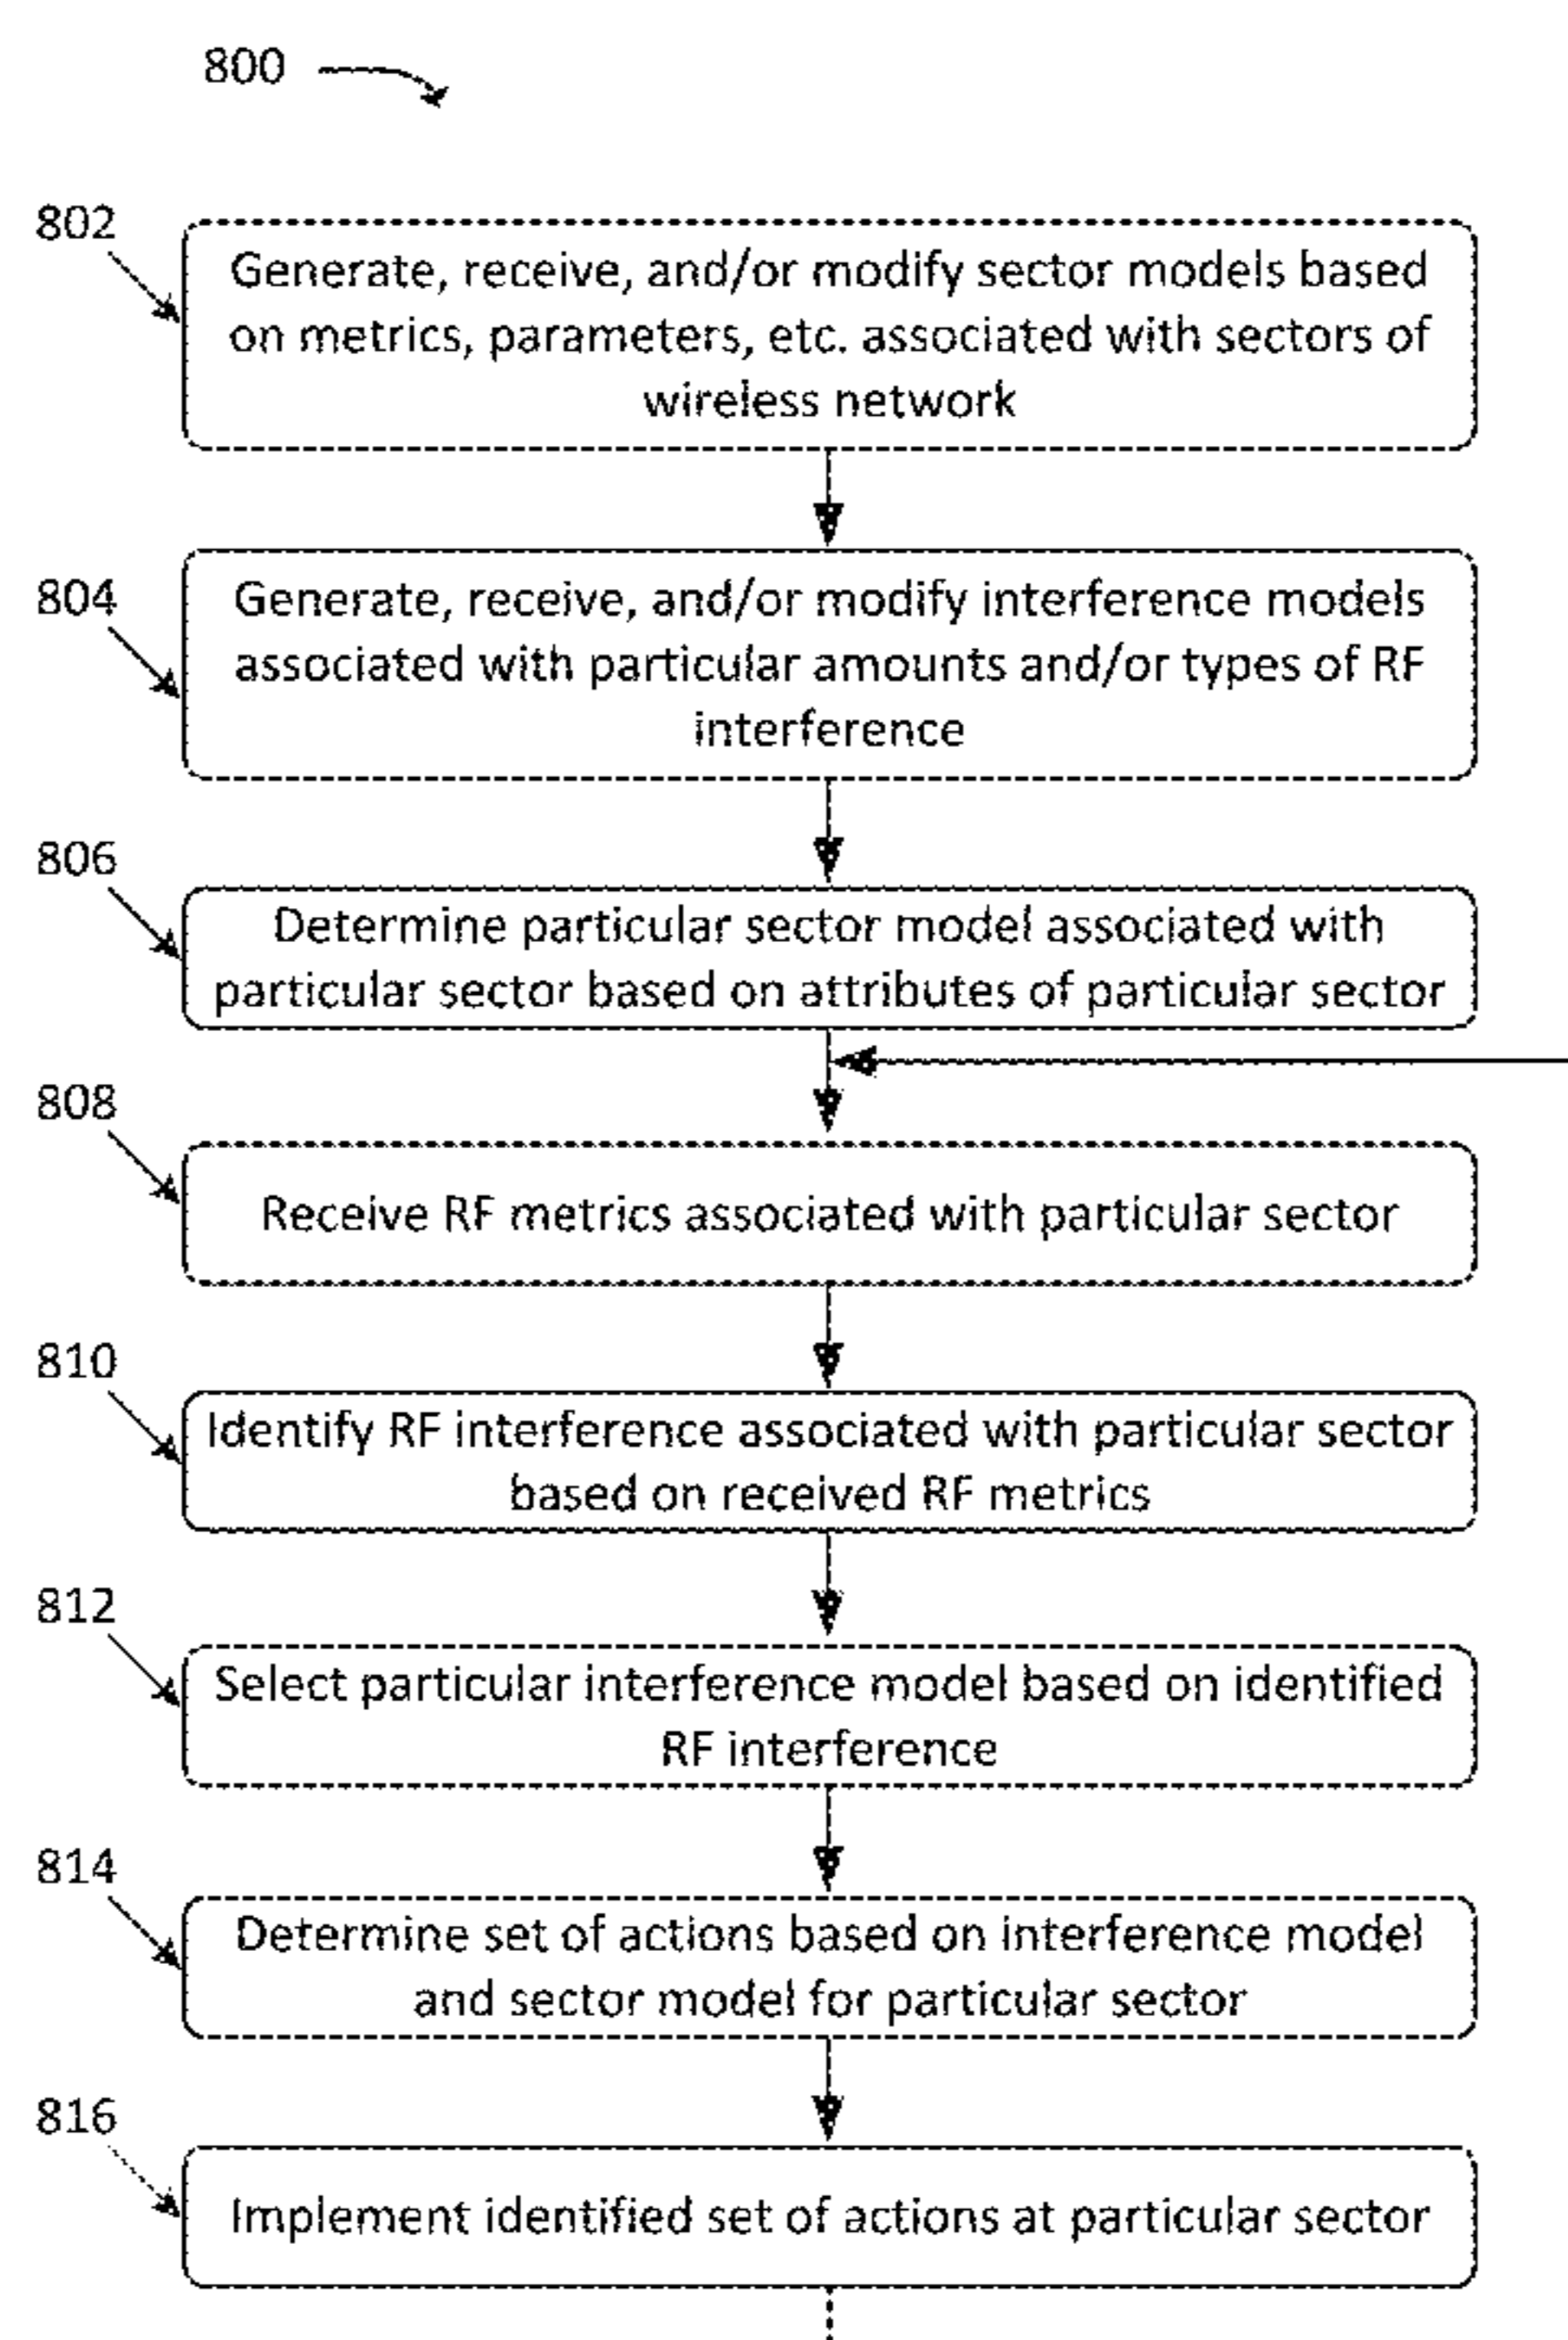 800
802
Generate, receive, and/or modify sector models based
on metrics, parameters, etc. associated with sectors of
wireless network
804
Generate, receive, and/or modify interference models
associated with particular amounts and/or types of RF
interference
806
Determine particular sector model associated with
particular sector based on attributes of particular sector
808
Receive RF metrics associated with particular sector
810
Identify RF interference associated with particular sector
based on received RF metrics
812
Select particular interference model based on identified
RF interference
814
Determine set of actions based on interference model
and sector model for particular sector
816
Implement identified set of actions at particular sector